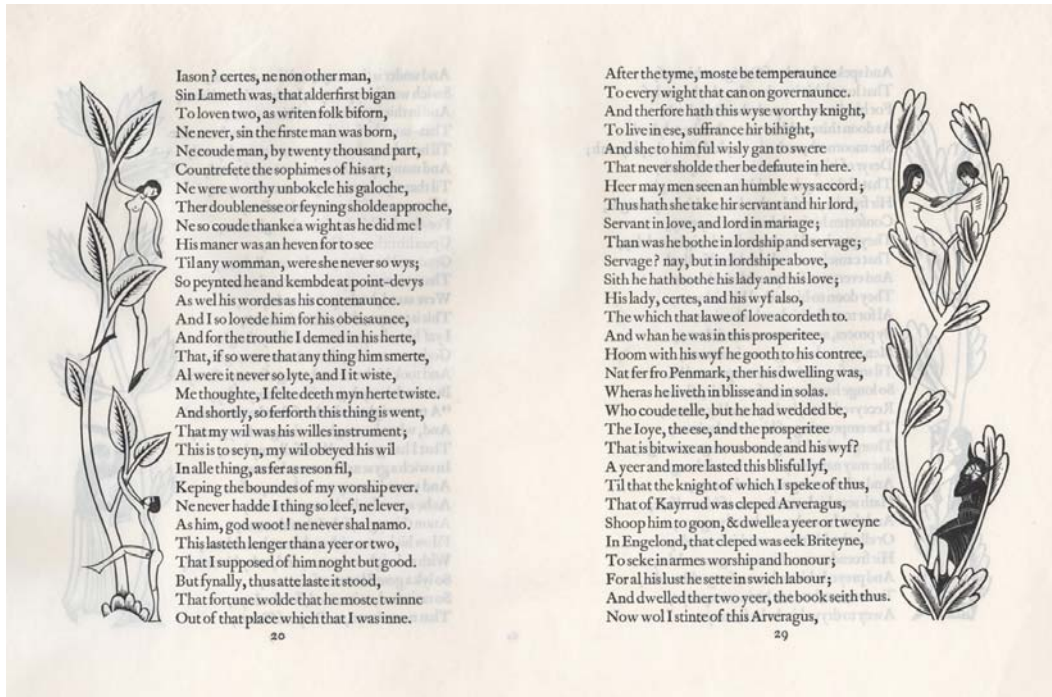 Iason? certes, ne non other man,
Sin Lameth was, that alderfirst bigan
To loven two, as writen folk biforn,
Ne never, sin the firste man was born,
Ne coude man, by twenty thousand part,
Countrefete the sophimes of his art;
Ne were worthy unbokele his galoche,
Ther doublenesse or feyning sholde approche,
Ne so coude thanke a wight as he did me!
His maner was an heven for to see
Til any womman, were she never so wys;
So peynted he and kembde at point-devys
As wel his wordes as his contenaunce.
And I so lovede him for his obeisaunce,
And for the trouthe I demed in his herte,
That, if so were that any thing him smerte,
Al were it never so lyte, and I it wiste,
Me thoughte, I felte deeth myn herte twiste.
And shortly, so ferforth this thing is went,
That my wil was his willes instrument;
This is to seyn, my wil obeyed his wil
In alle thing, as fer as reson fil,
Keping the boundes of my worship ever.
Ne never hadde I thing so leef, ne lever,
As him, god woot! ne never shal namo.
This lasteth lenger than a yeer or two,
That I supposed of him noght but good.
But fynally, thus atte laste it stood,
That fortune wolde that he moste twinne
Out of that place which that I was inne.
20
After the tyme, moste be temperaunce
To every wight that can on governaunce.
And therfore hath this wyse worthy knight,
To live in ese, suffrance hir bihight,
And she to him ful wisly gan to swere
That never sholde ther be defaute in here.
Heer may men seen an humble wys accord;
Thus hath she take hir servant and hir lord,
Servant in love, and lord in mariage;
Than was he bothe in lordship and servage;
Servage? nay, but in lordshipe above,
Sith he hath bothe his lady and his love;
His lady, certes, and his wyf also,
The which that lawe of love acordeth to.
And whan he was in this prosperitee,
Hoom with his wyf he gooth to his contree,
Nat fer fro Penmark, ther his dwelling was,
Wheras he liveth in blisse and in solas.
Who coude telle, but he had wedded be,
The Ioye, the ese, and the prosperitee
That is bitwixe an housbonde and his wyf?
A yeer and more lasted this blisful lyf,
Til that the knight of which I speke of thus,
That of Kayrrud was cleped Arveragus,
Shoop him to goon, & dwelle a yeer or tweyne
In Engelond, that cleped was eek Briteyne,
To seke in armes worship and honour;
For al his lust he sette in swich labour;
And dwelled ther two yeer, the book seith thus.
Now wol I stinte of this Arveragus,
29